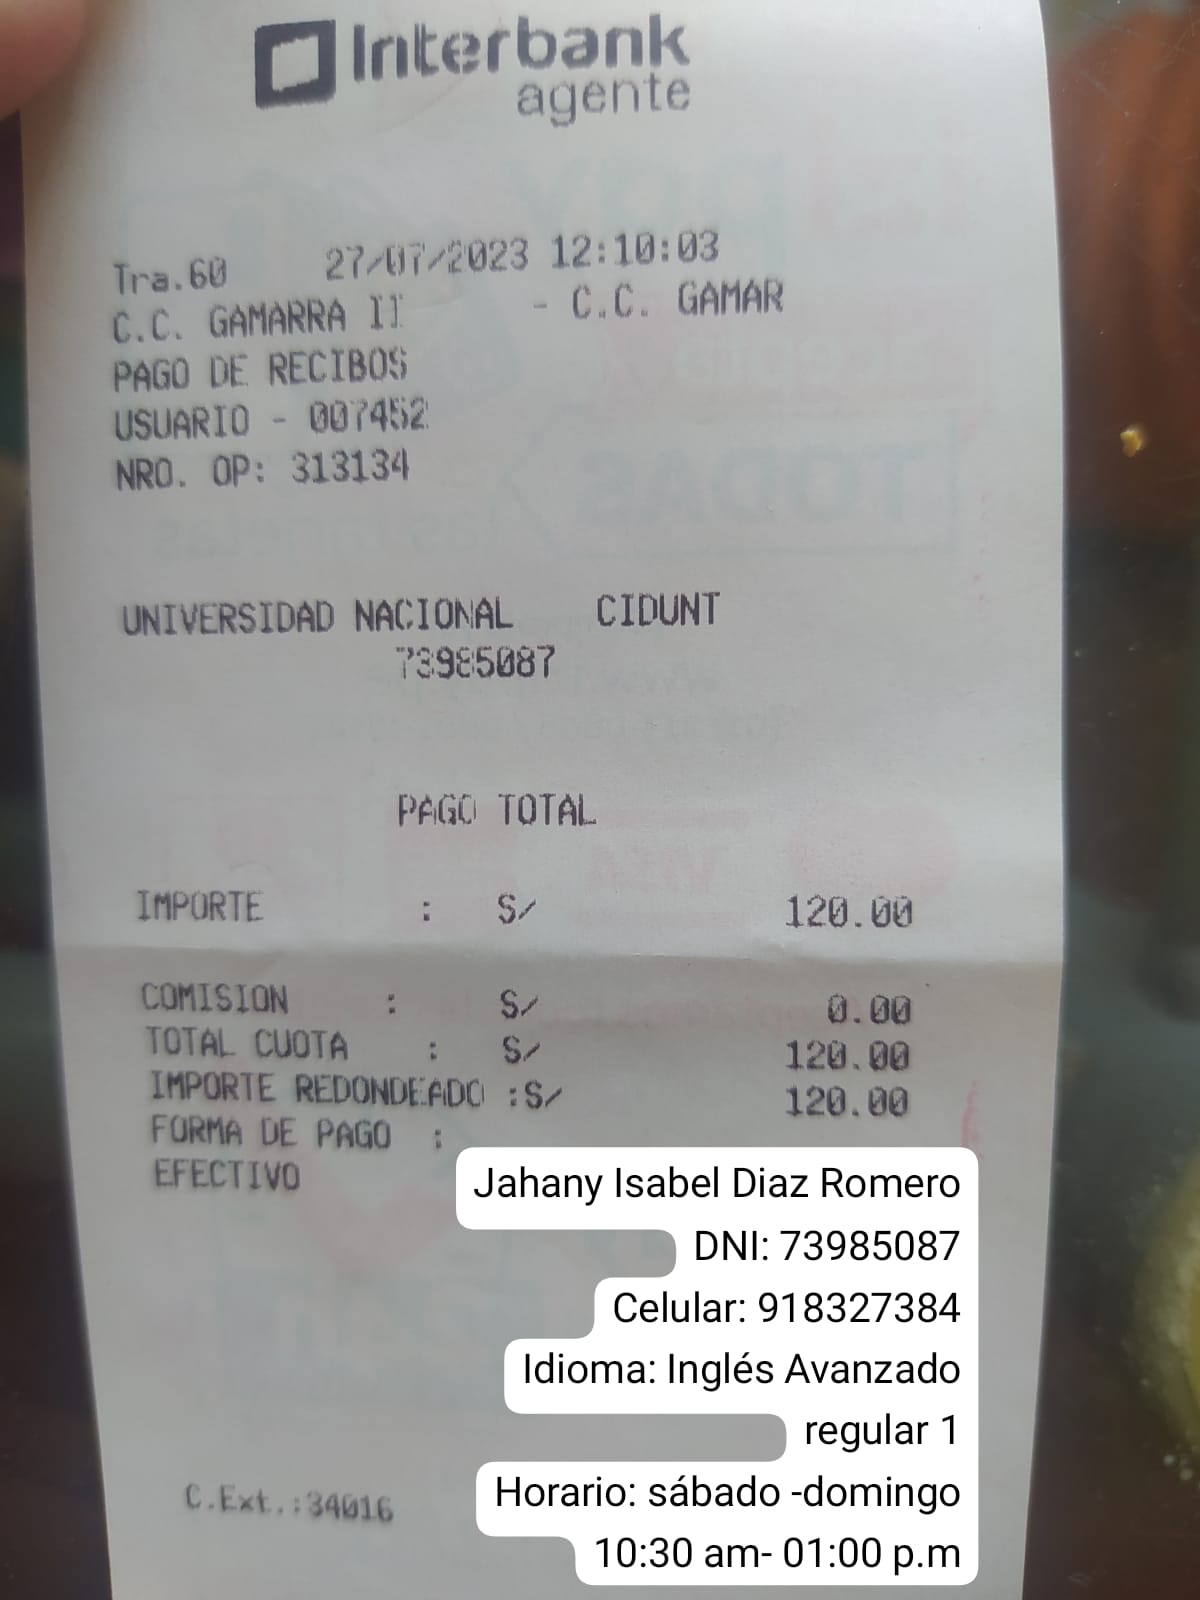 Interbank
agente
Tra.60 27/07/2023 12:10:03
C.C. GAMARRA II - C.C. GAMAR
PAGO DE RECIBOS
USUARIO - 007452
NRO. OP: 313134
UNIVERSIDAD NACIONAL CIDUNT
73985087
PAGO TOTAL
IMPORTE : S/ 120.00
COMISION : S/ 0.00
TOTAL CUOTA : S/ 120.00
IMPORTE REDONDEADO :S/ 120.00
FORMA DE PAGO :
EFECTIVO
Jahany Isabel Diaz Romero
DNI: 73985087
Celular: 918327384
Idioma: Inglés Avanzado
regular 1
Horario: sábado -domingo
10:30 am- 01:00 p.m
C.Ext.:34016